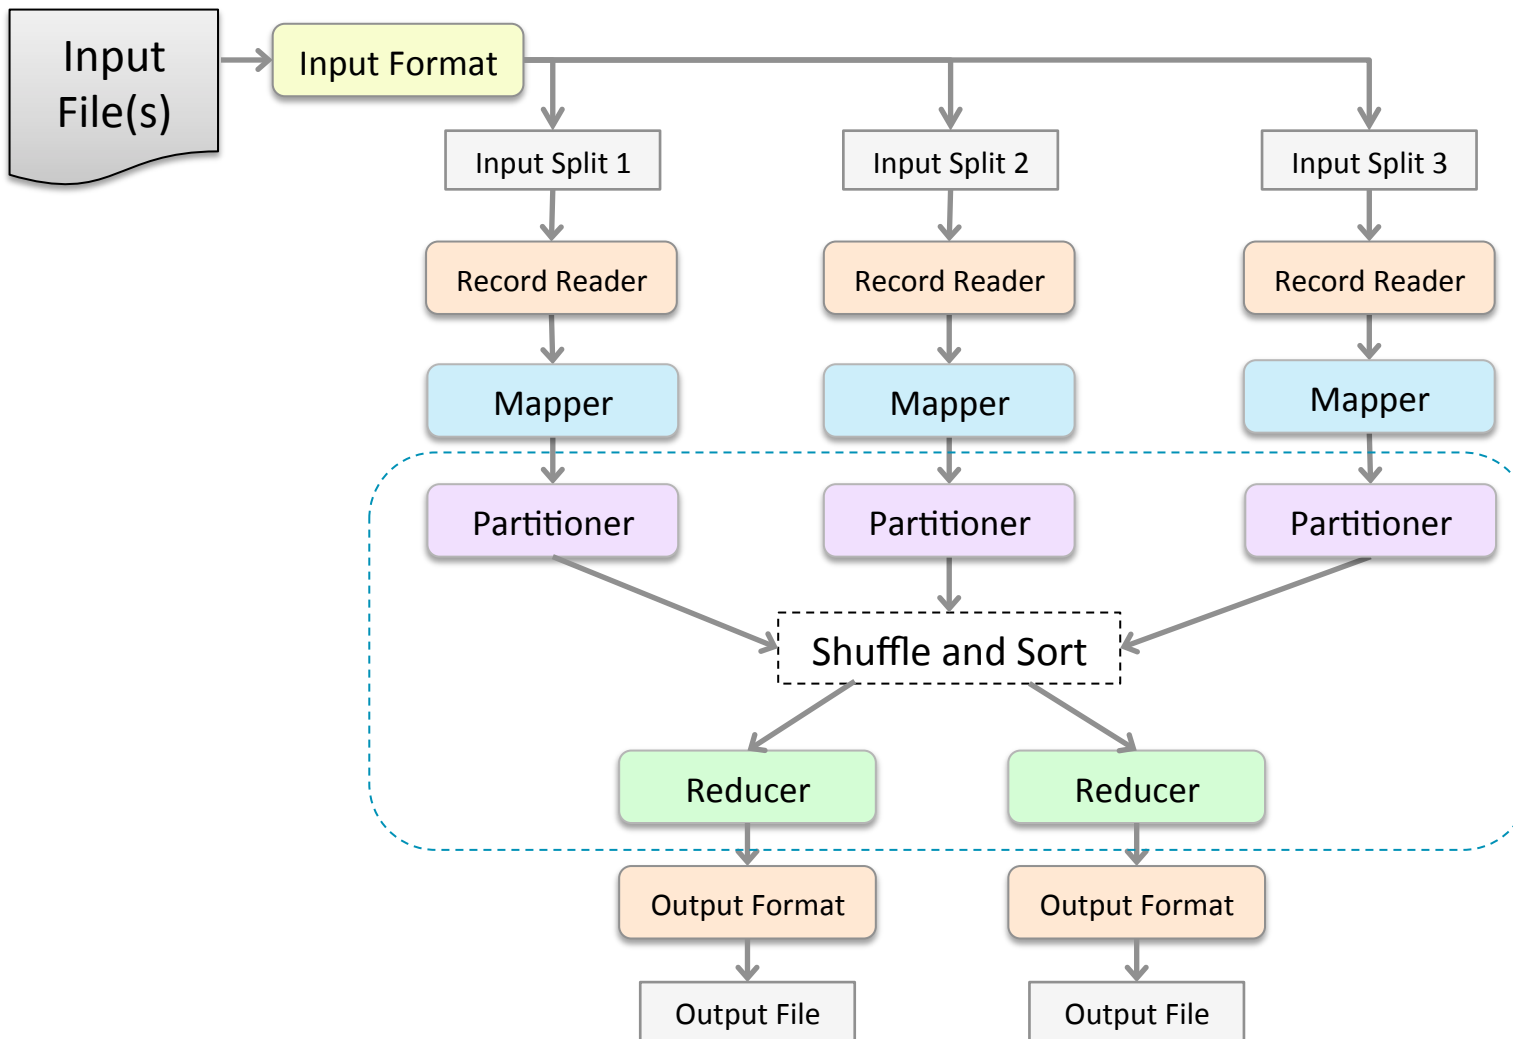 Input
File(s)
Input Format
Input Split 1
Input Split 2
Input Split 3
Record Reader
Record Reader
Record Reader
Mapper
Mapper
Mapper
Partitioner
Partitioner
Partitioner
Shuffle and Sort
Reducer
Reducer
Output Format
Output Format
Output File
Output File